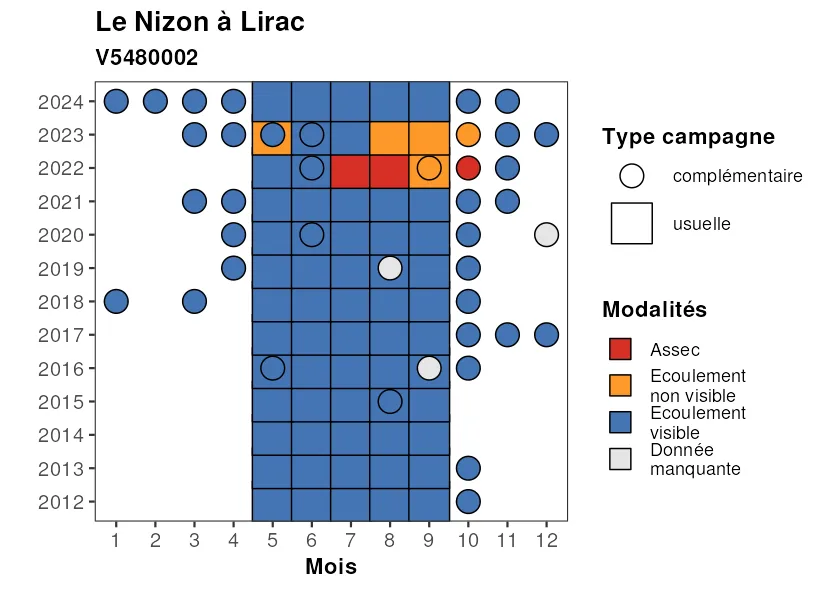 Le Nizon à Lirac
V5480002
2024
2023
2022
2021
2020
2019
2018
2017
2016
2015
2014
2013
2012
1 2 3 4 5 6 7 8 9 10 11 12
Mois
Type campagne
complémentaire
usuelle
Modalités
Assec
Ecoulement
non visible
Ecoulement
visible
Donnée
manquante